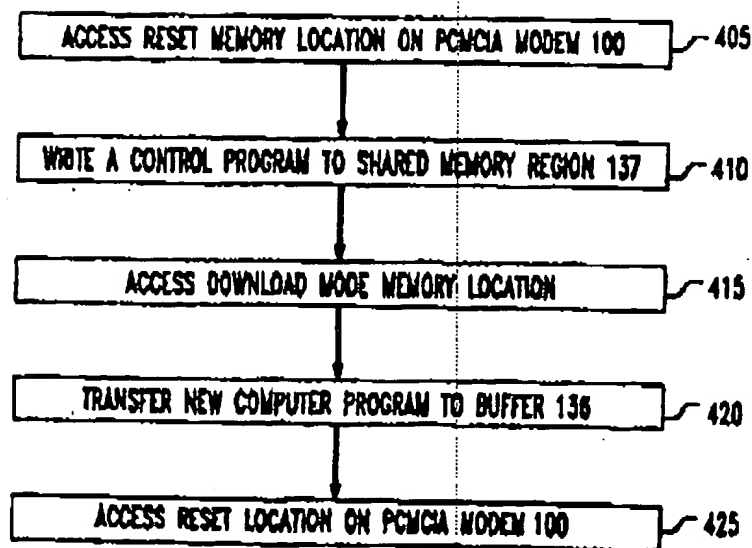 ACCESS RESET MEMORY LOCATION ON PCMCIA MODEM 100
405
WRITE A CONTROL PROGRAM TO SHARED MEMORY REGION 137
410
ACCESS DOWNLOAD MODE MEMORY LOCATION
415
TRANSFER NEW COMPUTER PROGRAM TO BUFFER 136
420
ACCESS RESET LOCATION ON PCMCIA MODEM 100
425